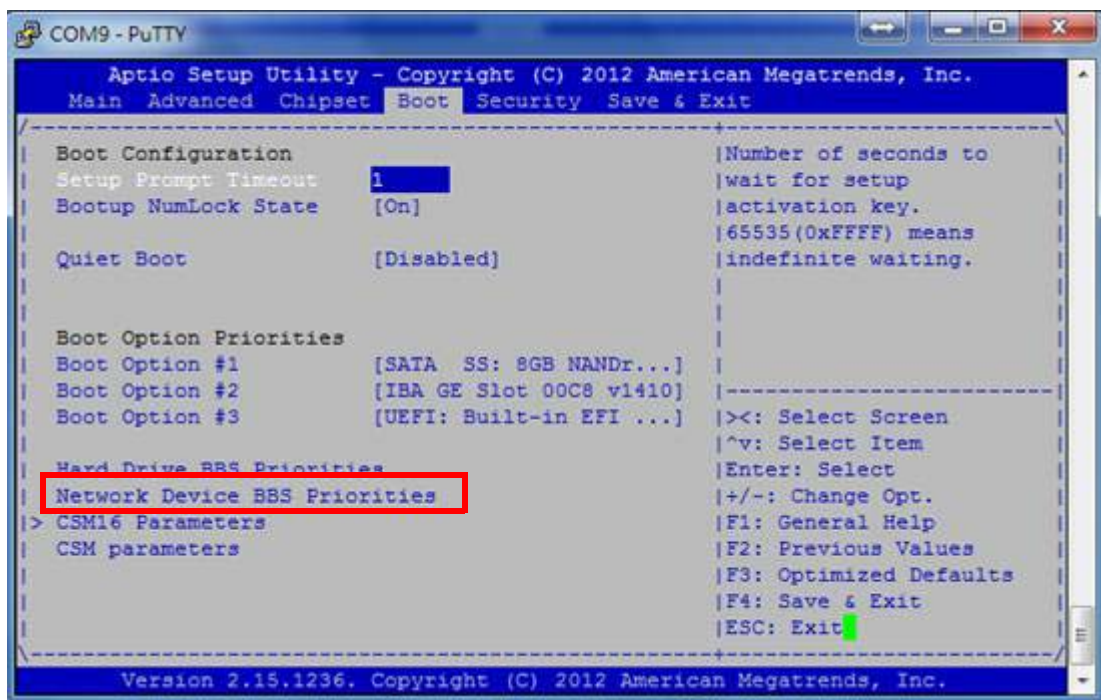 COM9 - PuTTY
Aptio Setup Utility - Copyright (C) 2012 American Megatrends, Inc.
Main Advanced Chipset Boot Security Save & Exit
Boot Configuration
Setup Prompt Timeout 1
Bootup NumLock State [On]
Quiet Boot [Disabled]
Boot Option Priorities
Boot Option #1 [SATA SS: 8GB NANDr...]
Boot Option #2 [IBA GE Slot 00C8 v1410]
Boot Option #3 [UEFI: Built-in EFI ...]
Hard Drive BBS Priorities
Network Device BBS Priorities
> CSM16 Parameters
CSM parameters
Number of seconds to
wait for setup
activation key.
65535(0xFFFF) means
indefinite waiting.
><: Select Screen
^v: Select Item
Enter: Select
+/-: Change Opt.
F1: General Help
F2: Previous Values
F3: Optimized Defaults
F4: Save & Exit
ESC: Exit
Version 2.15.1236. Copyright (C) 2012 American Megatrends, Inc.